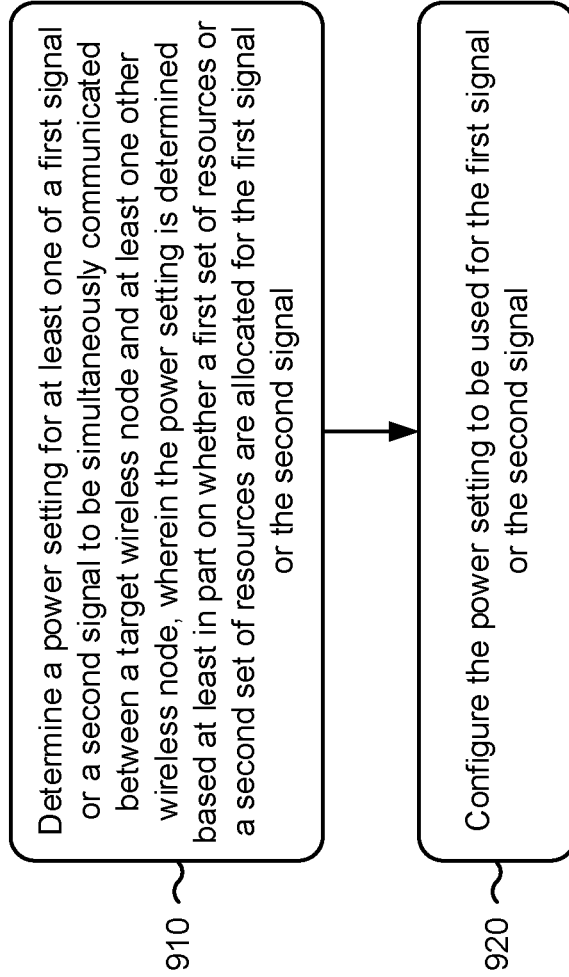 910
Determine a power setting for at least one of a first signal
or a second signal to be simultaneously communicated
between a target wireless node and at least one other
wireless node, wherein the power setting is determined
based at least in part on whether a first set of resources or
a second set of resources are allocated for the first signal
or the second signal
920
Configure the power setting to be used for the first signal
or the second signal